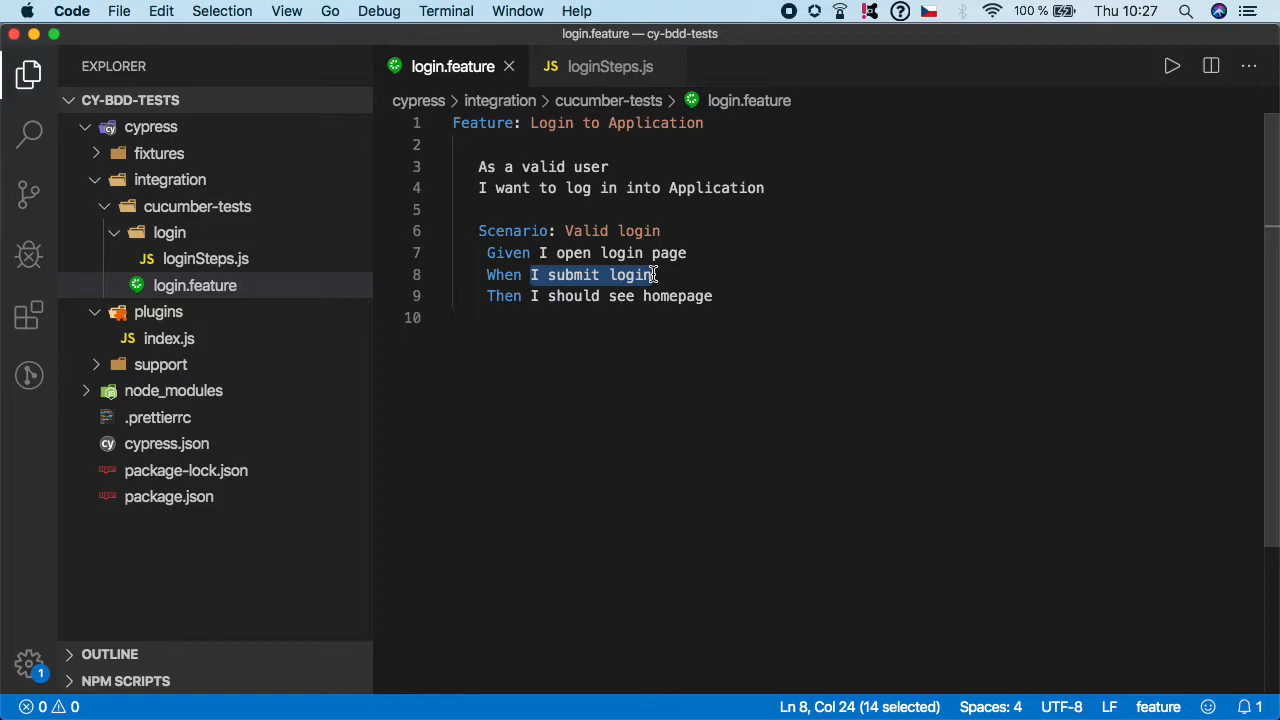 Code File Edit Selection View Go Debug Terminal Window Help 100 % Thu 10:27
login.feature — cy-bdd-tests
EXPLORER
CY-BDD-TESTS
cypress
fixtures
integration
cucumber-tests
login
JS loginSteps.js
login.feature
plugins
JS index.js
support
node_modules
.prettierrc
cy cypress.json
package-lock.json
package.json
OUTLINE
NPM SCRIPTS
1
login.feature JS loginSteps.js
cypress > integration > cucumber-tests > login.feature
1 Feature: Login to Application
2
3 As a valid user
4 I want to log in into Application
5
6 Scenario: Valid login
7 Given I open login page
8 When I submit login
9 Then I should see homepage
10
0 0 Ln 8, Col 24 (14 selected) Spaces: 4 UTF-8 LF feature 1